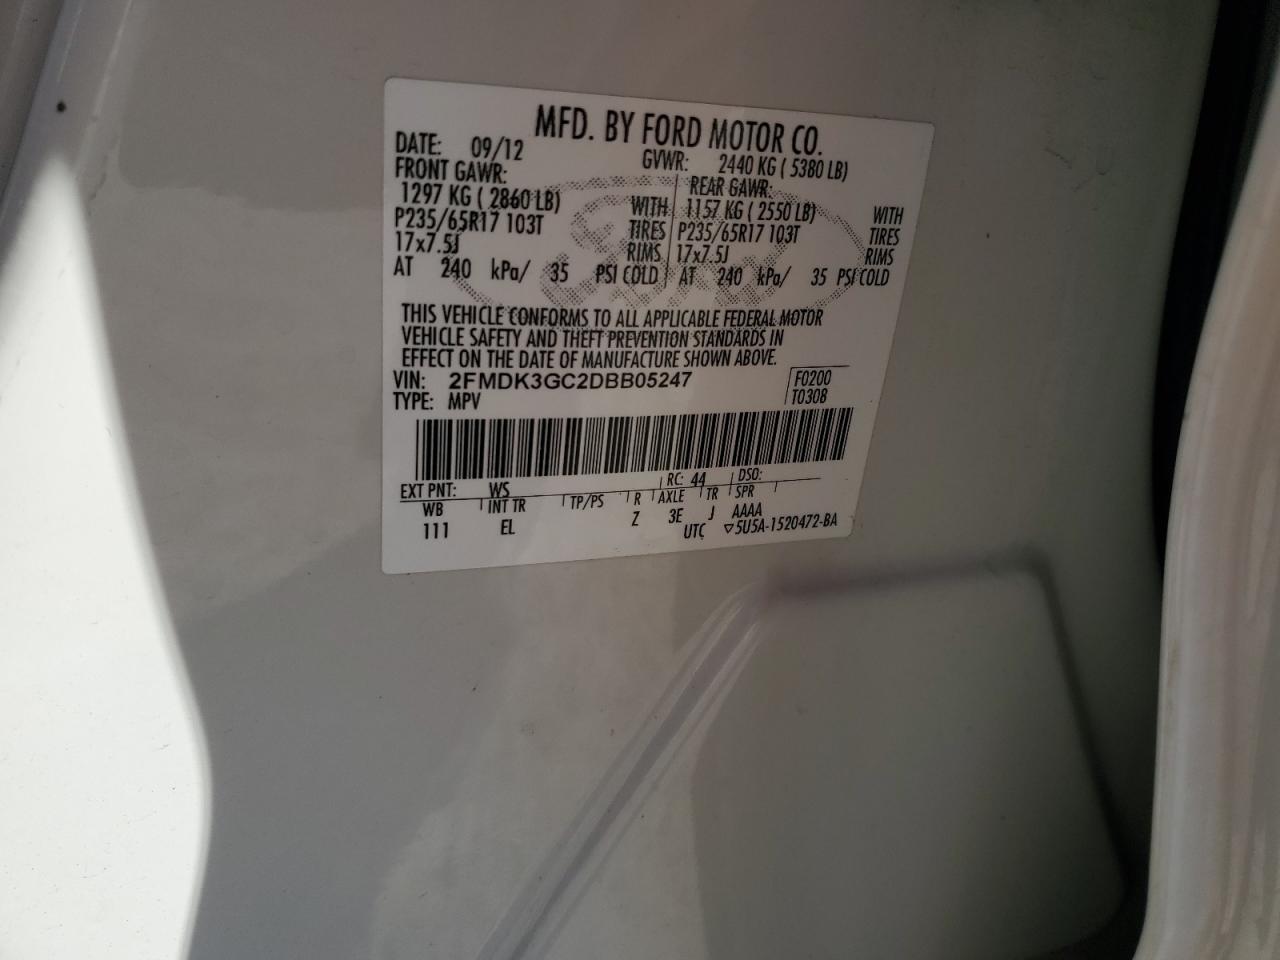 MFD. BY FORD MOTOR CO.
DATE: 09/12 GVWR: 2440 KG ( 5380 LB)
FRONT GAWR: REAR GAWR:
1297 KG ( 2860 LB) WITH 1157 KG ( 2550 LB) WITH
P235/65R17 103T TIRES P235/65R17 103T TIRES
17x7.5J RIMS 17x7.5J RIMS
AT 240 kPa/ 35 PSI COLD AT 240 kPa/ 35 PSI COLD
THIS VEHICLE CONFORMS TO ALL APPLICABLE FEDERAL MOTOR
VEHICLE SAFETY AND THEFT PREVENTION STANDARDS IN
EFFECT ON THE DATE OF MANUFACTURE SHOWN ABOVE.
VIN: 2FMDK3GC2DBB05247 F0200
TYPE: MPV T0308
EXT PNT: WS RC: 44 DSO:
WB INT TR TP/PS R AXLE TR SPR
111 EL Z 3E J AAAA
UTC ▽5U5A-1520472-BA